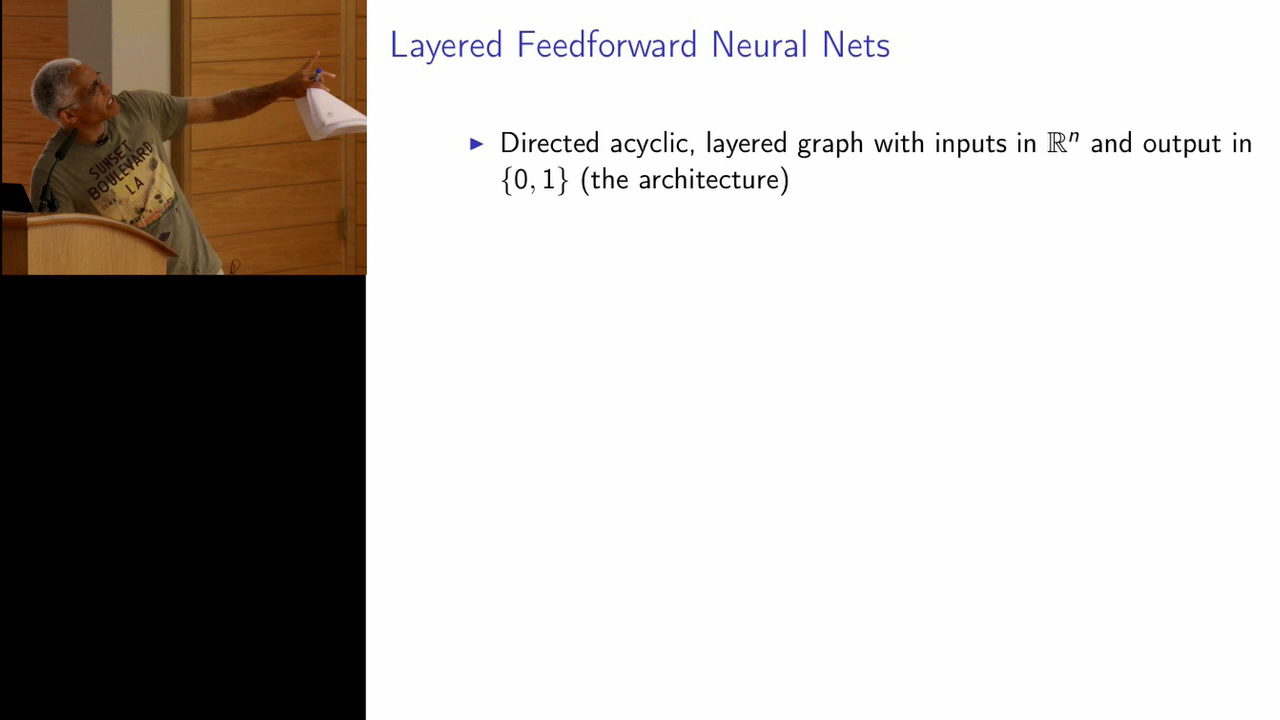 Layered Feedforward Neural Nets
▶ Directed acyclic, layered graph with inputs in ℝⁿ and output in
{0, 1} (the architecture)
SUNSET
BOULEVARD
LA